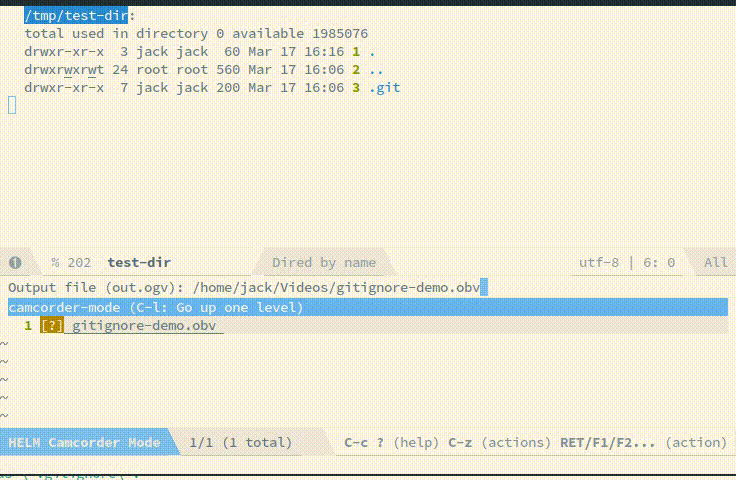 /tmp/test-dir:
total used in directory 0 available 1985076
drwxr-xr-x 3 jack jack 60 Mar 17 16:16 1 .
drwxrwxrwt 24 root root 560 Mar 17 16:06 2 ..
drwxr-xr-x 7 jack jack 200 Mar 17 16:06 3 .git
1 % 202 test-dir Dired by name utf-8 | 6: 0 All
Output file (out.ogv): /home/jack/Videos/gitignore-demo.obv
camcorder-mode (C-l: Go up one level)
1 [?] gitignore-demo.obv
~
~
~
~
~
HELM Camcorder Mode 1/1 (1 total) C-c ? (help) C-z (actions) RET/F1/F2... (action)